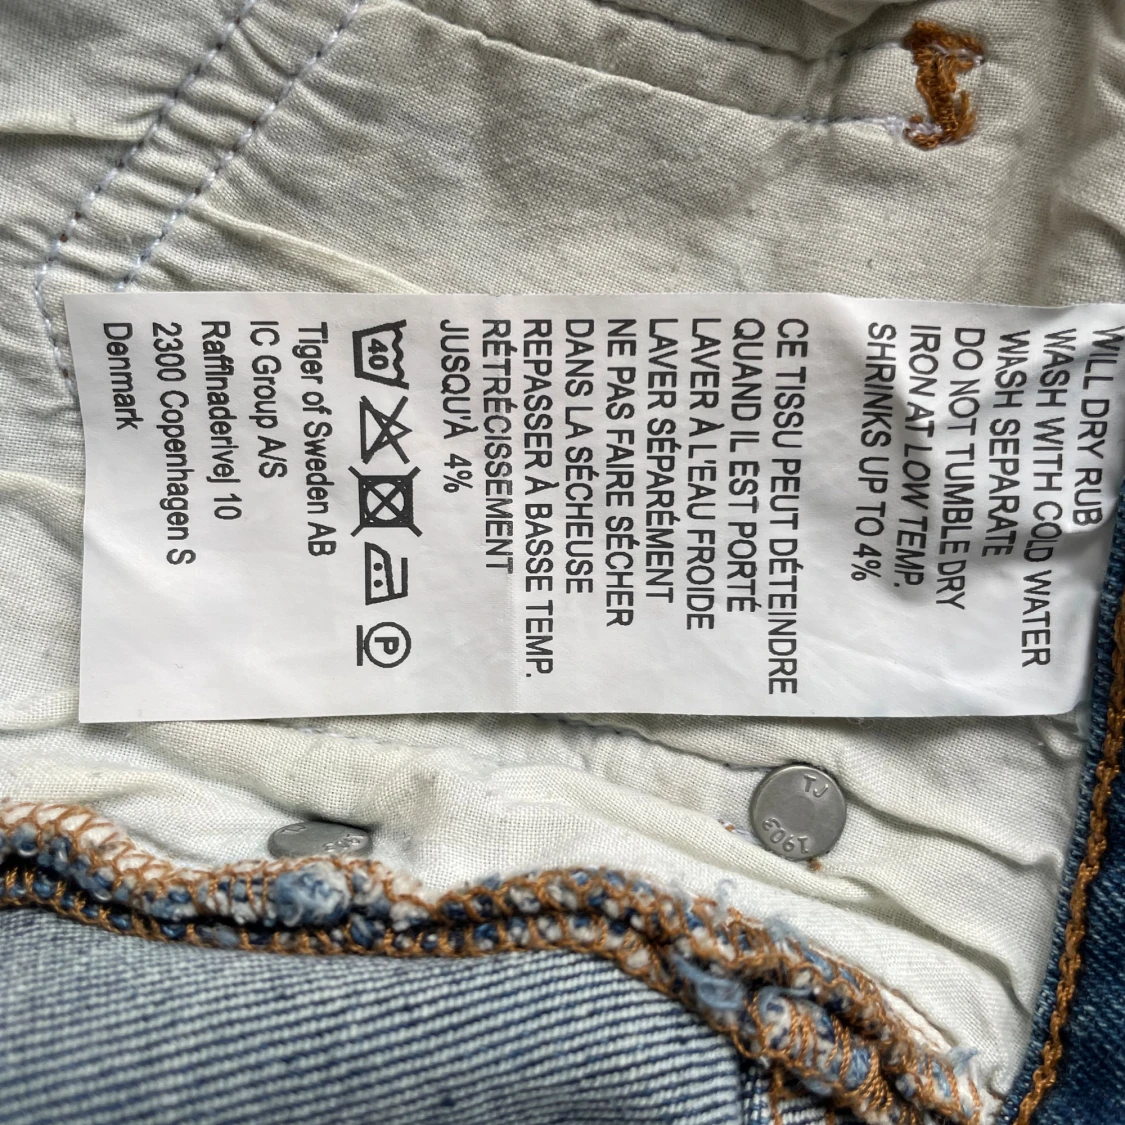 WILL DRY RUB
WASH WITH COLD WATER
WASH SEPARATE
DO NOT TUMBLE DRY
IRON AT LOW TEMP.
SHRINKS UP TO 4%
CE TISSU PEUT DÉTEINDRE
QUAND IL EST PORTÉ
LAVER À L'EAU FROIDE
LAVER SÉPARÉMENT
NE PAS FAIRE SÉCHER
DANS LA SÉCHEUSE
REPASSER À BASSE TEMP.
RÉTRÉCISSEMENT
JUSQU'À 4%
40
P
Tiger of Sweden AB
IC Group A/S
Raffinaderivej 10
2300 Copenhagen S
Denmark
TJ
1903